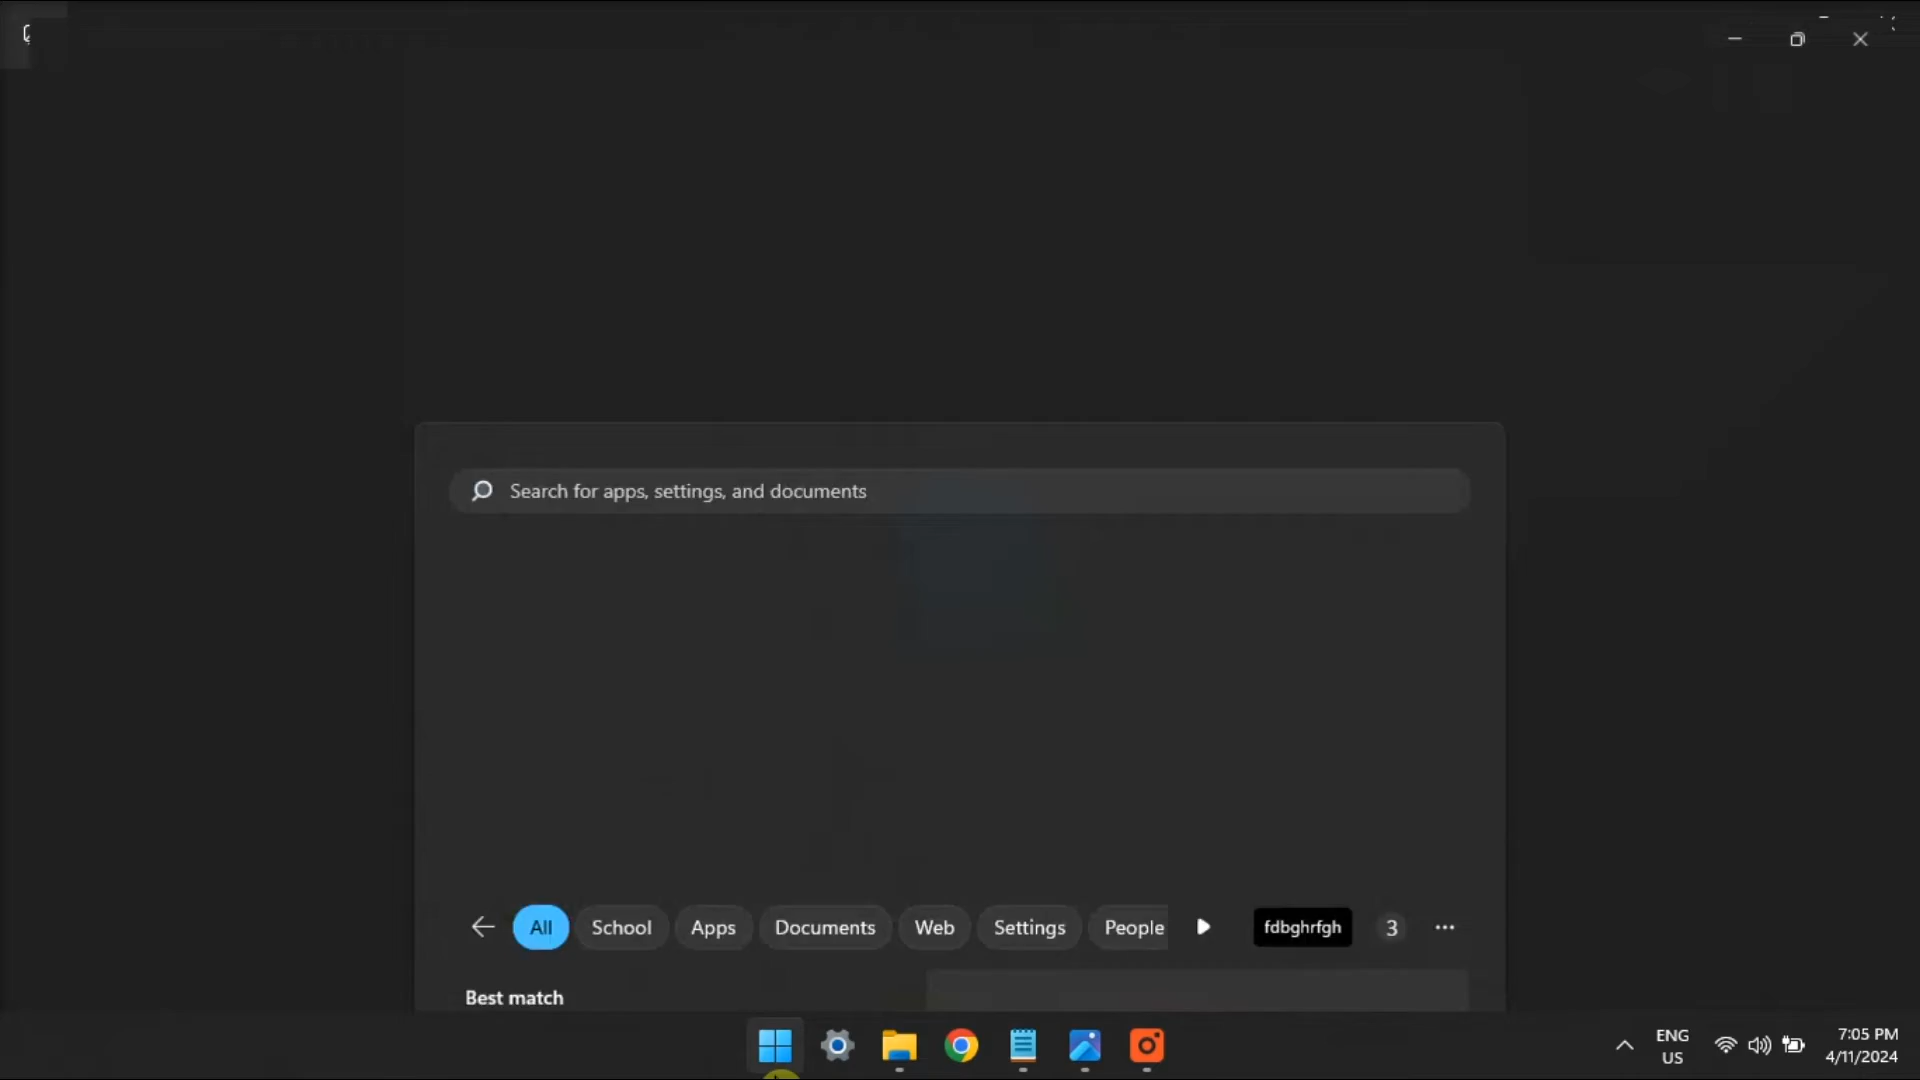 Search for apps, settings, and documents
All School Apps Documents Web Settings People fdbghrfgh 3
Best match
ENG
US
7:05 PM
4/11/2024